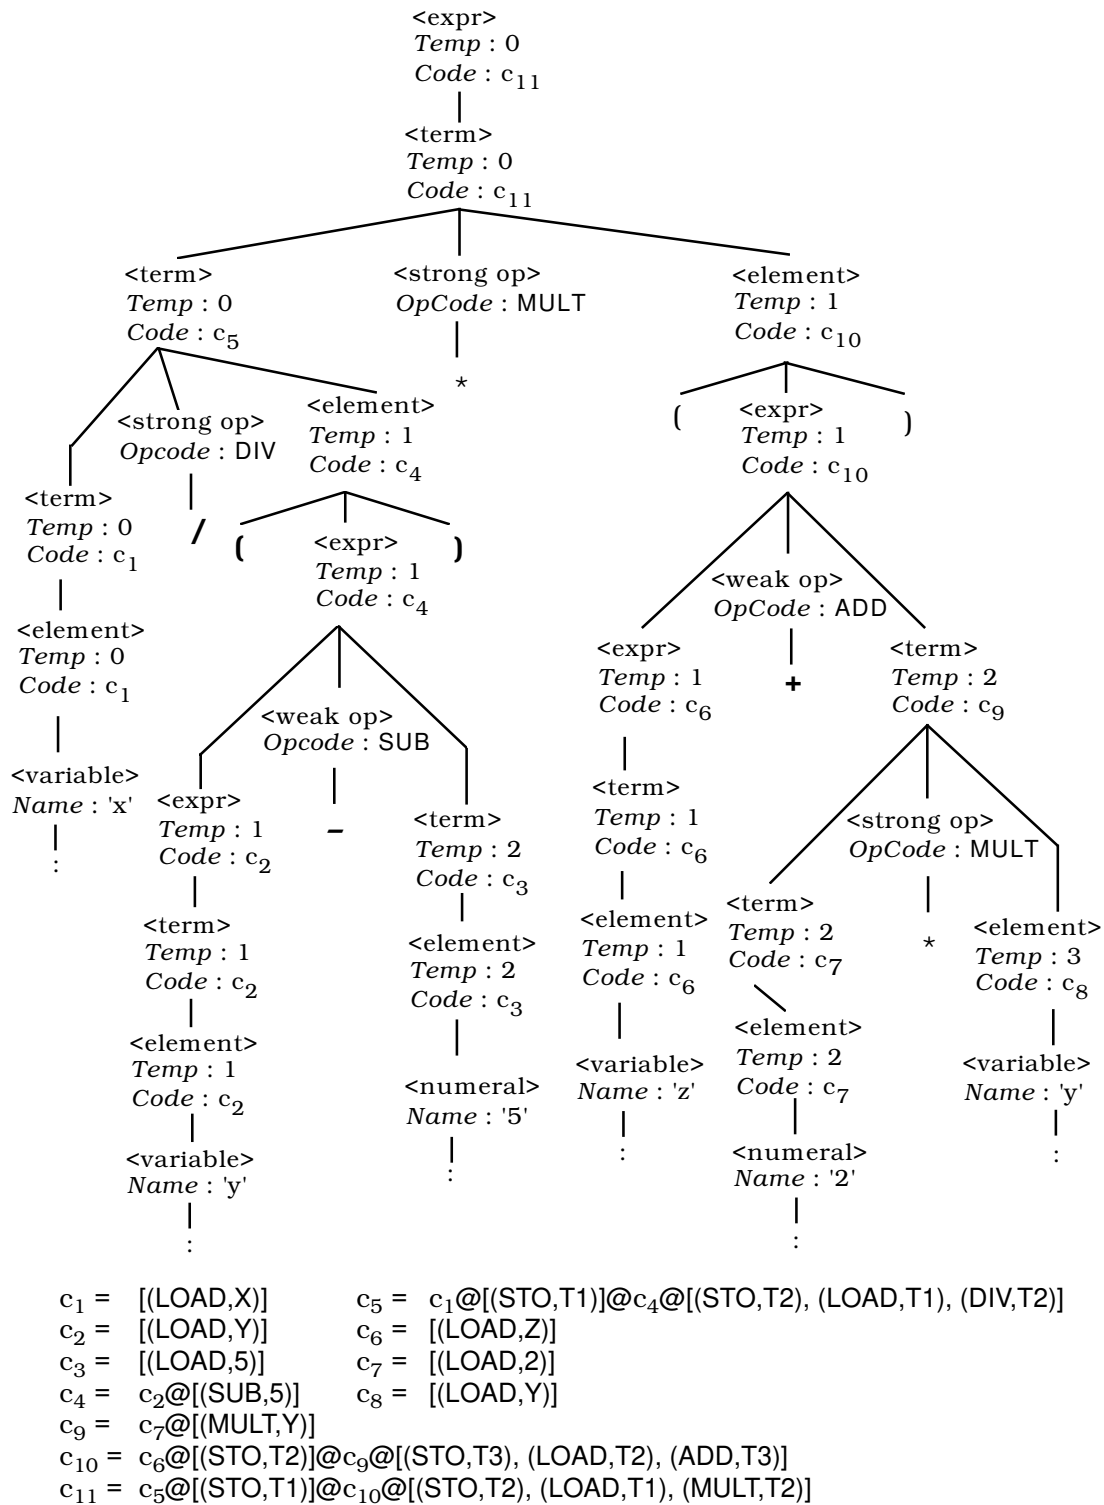 <expr>
Temp : 0
Code : c11
<term>
Temp : 0
Code : c11
<term>
Temp : 0
Code : c5
<strong op>
OpCode : MULT
*
<element>
Temp : 1
Code : c10
<term>
Temp : 0
Code : c1
<strong op>
Opcode : DIV
/
<element>
Temp : 1
Code : c4
(
<expr>
Temp : 1
Code : c4
)
(
<expr>
Temp : 1
Code : c10
)
<element>
Temp : 0
Code : c1
<variable>
Name : 'x'
:
<expr>
Temp : 1
Code : c2
<weak op>
Opcode : SUB
–
<term>
Temp : 2
Code : c3
<term>
Temp : 1
Code : c2
<element>
Temp : 1
Code : c2
<variable>
Name : 'y'
:
<element>
Temp : 2
Code : c3
<numeral>
Name : '5'
:
<expr>
Temp : 1
Code : c6
<weak op>
OpCode : ADD
+
<term>
Temp : 2
Code : c9
<term>
Temp : 1
Code : c6
<element>
Temp : 1
Code : c6
<variable>
Name : 'z'
:
<term>
Temp : 2
Code : c7
<strong op>
OpCode : MULT
*
<element>
Temp : 3
Code : c8
<element>
Temp : 2
Code : c7
<numeral>
Name : '2'
:
<variable>
Name : 'y'
:
c1 = [(LOAD,X)] c5 = c1@[(STO,T1)]@c4@[(STO,T2), (LOAD,T1), (DIV,T2)]
c2 = [(LOAD,Y)] c6 = [(LOAD,Z)]
c3 = [(LOAD,5)] c7 = [(LOAD,2)]
c4 = c2@[(SUB,5)] c8 = [(LOAD,Y)]
c9 = c7@[(MULT,Y)]
c10 = c6@[(STO,T2)]@c9@[(STO,T3), (LOAD,T2), (ADD,T3)]
c11 = c5@[(STO,T1)]@c10@[(STO,T2), (LOAD,T1), (MULT,T2)]